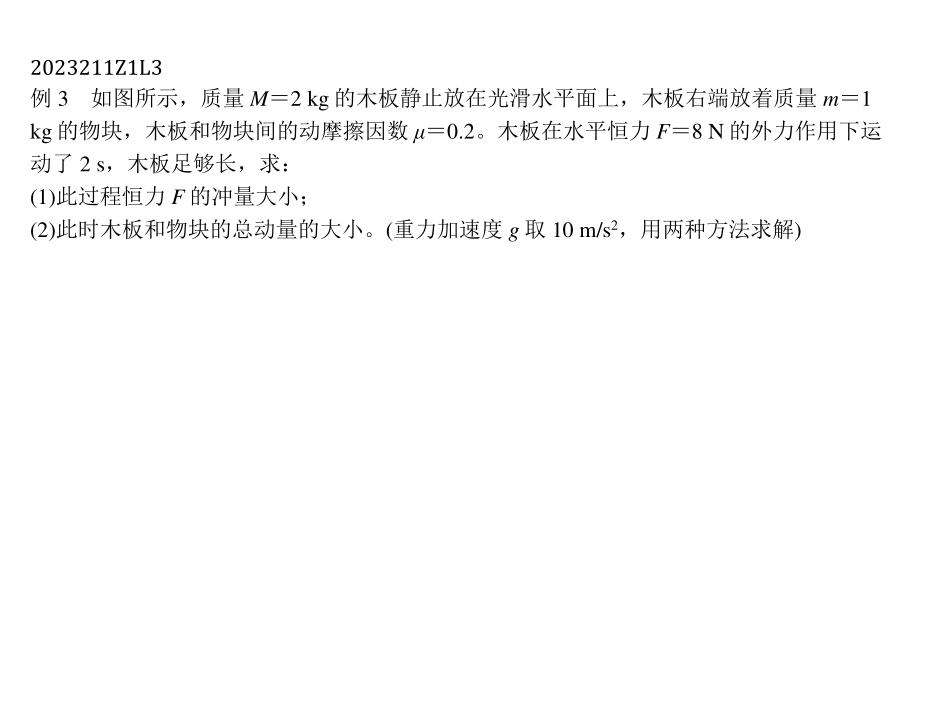 2023211Z1L3
例 3　如图所示，质量 M＝2 kg 的木板静止放在光滑水平面上，木板右端放着质量 m＝1
kg 的物块，木板和物块间的动摩擦因数 μ＝0.2。木板在水平恒力 F＝8 N 的外力作用下运
动了 2 s，木板足够长，求：
(1)此过程恒力 F 的冲量大小；
(2)此时木板和物块的总动量的大小。(重力加速度 g 取 10 m/s²，用两种方法求解)